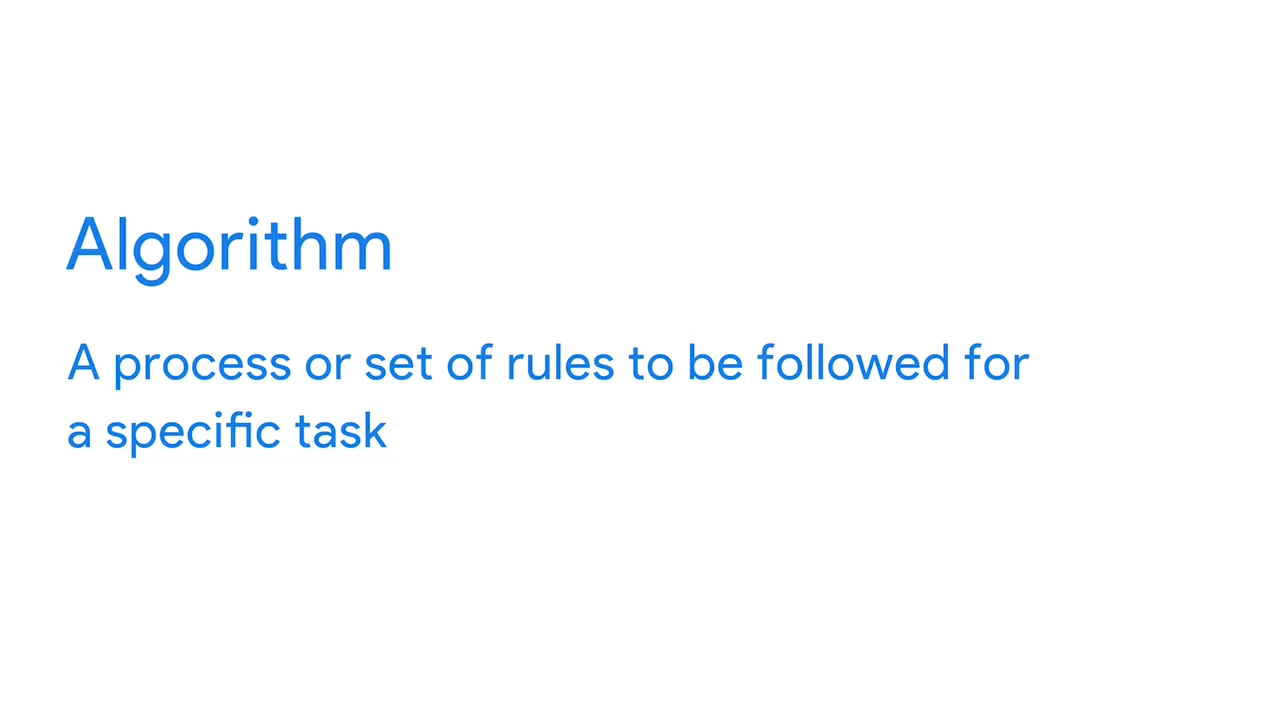 Algorithm
A process or set of rules to be followed for
a specific task